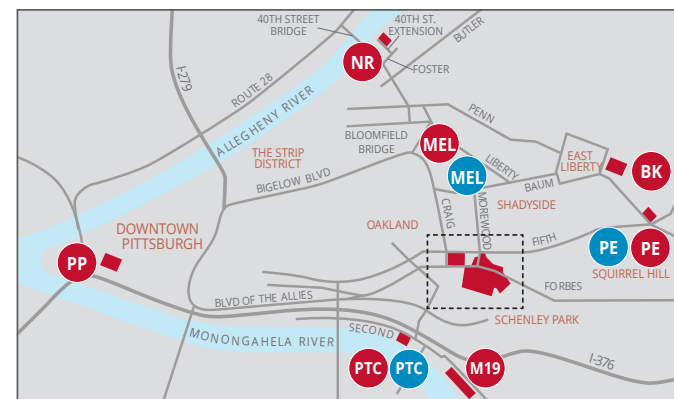 40TH STREET
BRIDGE
40TH ST.
EXTENSION
BUTLER
NR
FOSTER
I-279
ROUTE 28
ALLEGHENY RIVER
PENN
BLOOMFIELD
BRIDGE
MEL
THE STRIP
DISTRICT
LIBERTY
EAST
LIBERTY
BK
MEL
BIGELOW BLVD
BAUM
SHADYSIDE
CRAIG
MOREWOOD
OAKLAND
DOWNTOWN
PITTSBURGH
FIFTH
PE
PE
PP
SQUIRREL HILL
FORBES
BLVD OF THE ALLIES
SCHENLEY PARK
SECOND
MONONGAHELA RIVER
I-376
PTC
PTC
M19